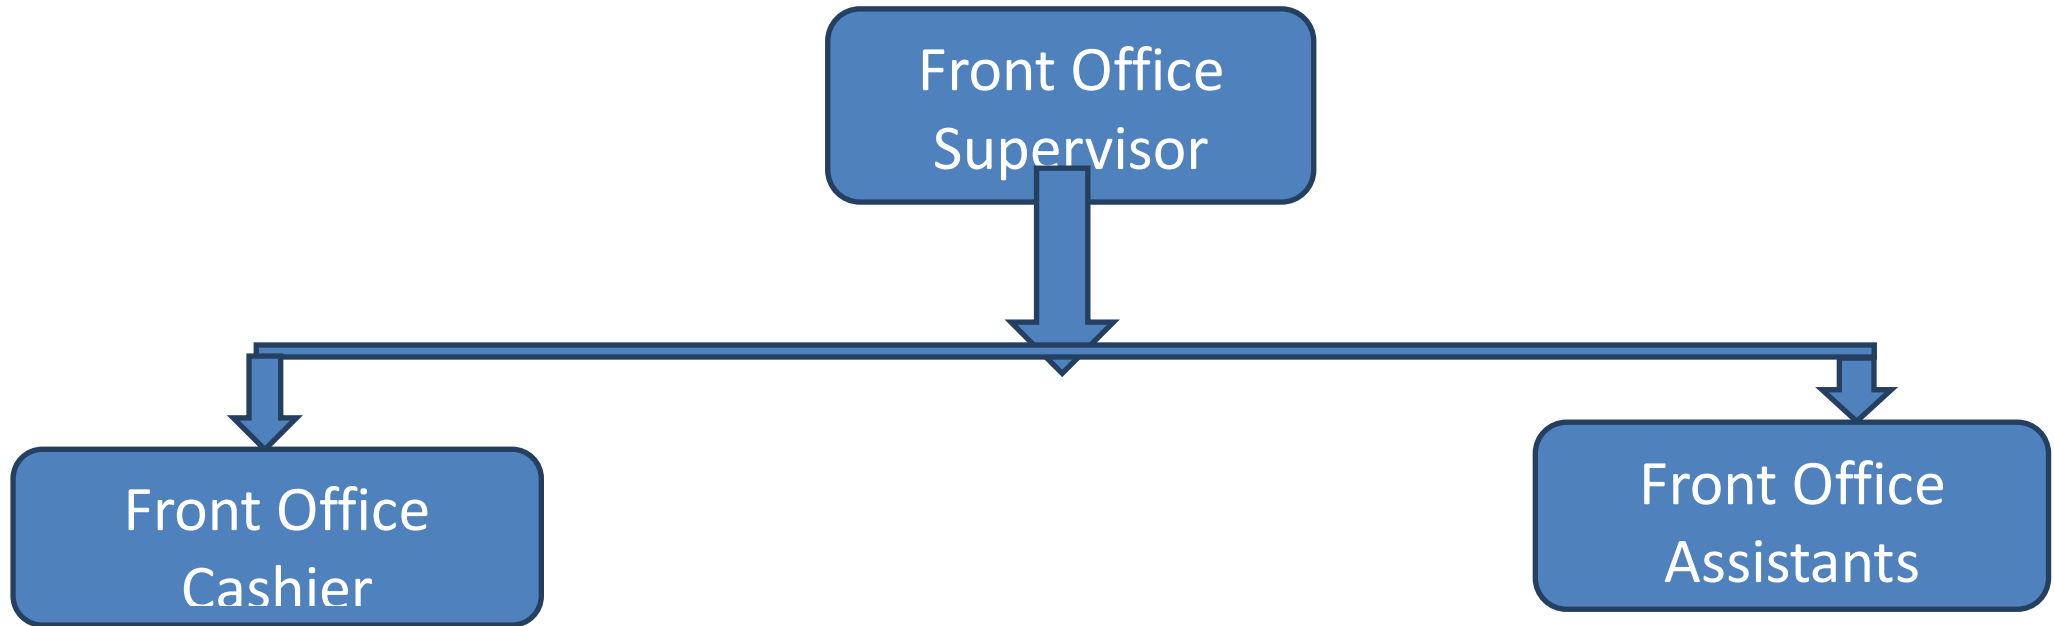 Front Office
Supervisor
Front Office
Cashier
Front Office
Assistants